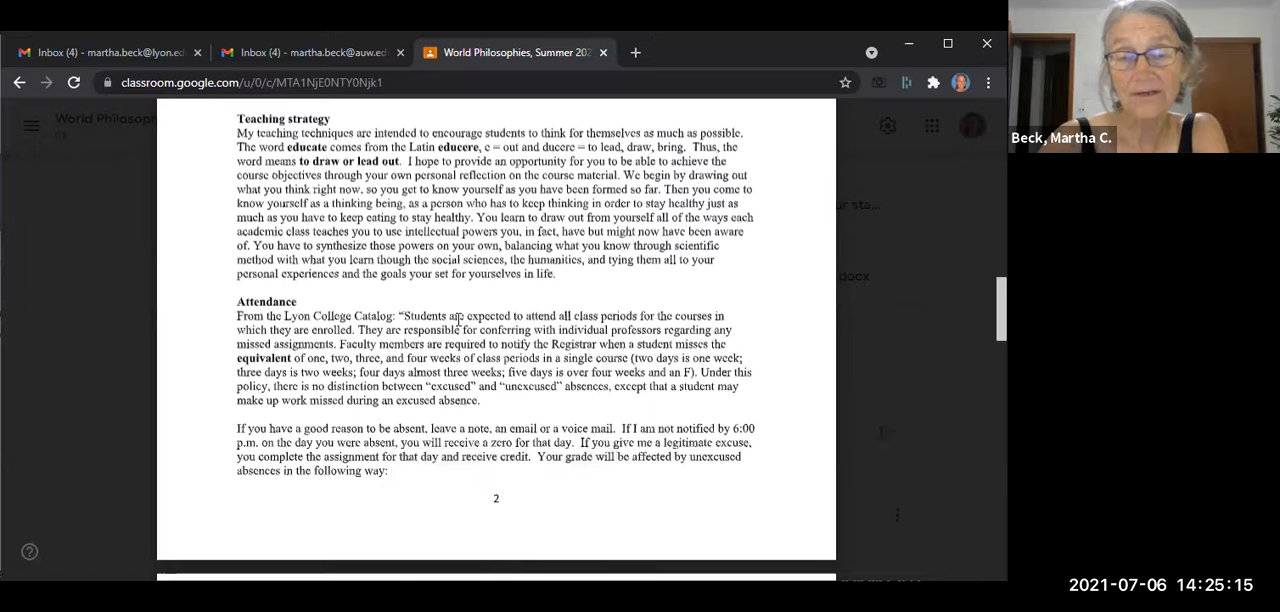 Inbox (4) - martha.beck@lyon.ed
Inbox (4) - martha.beck@auw.edu
World Philosophies, Summer 202
classroom.google.com/u/0/c/MTA1NjE0NTY0Njk1
World Philosop
Teaching strategy
My teaching techniques are intended to encourage students to think for themselves as much as possible.
The word educate comes from the Latin educere, e = out and ducere = to lead, draw, bring. Thus, the
word means to draw or lead out. I hope to provide an opportunity for you to be able to achieve the
course objectives through your own personal reflection on the course material. We begin by drawing out
what you think right now, so you get to know yourself as you have been formed so far. Then you come to
know yourself as a thinking being, as a person who has to keep thinking in order to stay healthy just as
much as you have to keep eating to stay healthy. You learn to draw out from yourself all of the ways each
academic class teaches you to use intellectual powers you, in fact, have but might now have been aware
of. You have to synthesize those powers on your own, balancing what you know through scientific
method with what you learn though the social sciences, the humanities, and tying them all to your
personal experiences and the goals your set for yourselves in life.
Attendance
From the Lyon College Catalog: “Students are expected to attend all class periods for the courses in
which they are enrolled. They are responsible for conferring with individual professors regarding any
missed assignments. Faculty members are required to notify the Registrar when a student misses the
equivalent of one, two, three, and four weeks of class periods in a single course (two days is one week;
three days is two weeks; four days almost three weeks; five days is over four weeks and an F). Under this
policy, there is no distinction between “excused” and “unexcused” absences, except that a student may
make up work missed during an excused absence.
If you have a good reason to be absent, leave a note, an email or a voice mail. If I am not notified by 6:00
p.m. on the day you were absent, you will receive a zero for that day. If you give me a legitimate excuse,
you complete the assignment for that day and receive credit. Your grade will be affected by unexcused
absences in the following way:
2
ar sta...
.docx
Beck, Martha C.
2021-07-06 14:25:15